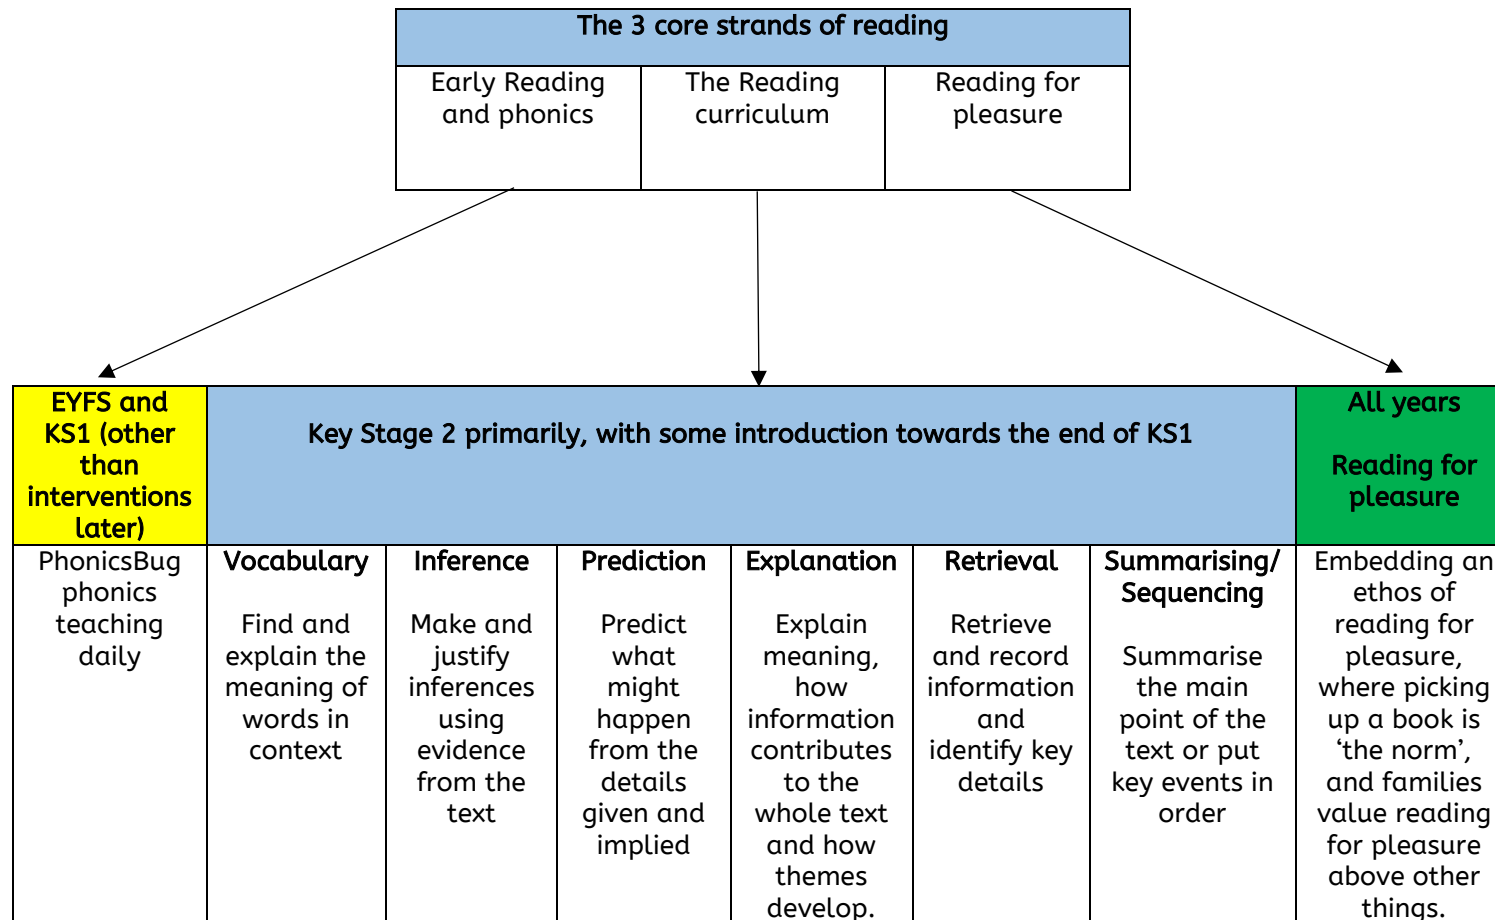 The 3 core strands of reading
Early Reading
and phonics
The Reading
curriculum
Reading for
pleasure
EYFS and
KS1 (other
than
interventions
later)
Key Stage 2 primarily, with some introduction towards the end of KS1
All years
Reading for
pleasure
PhonicsBug
phonics
teaching
daily
Vocabulary
Find and
explain the
meaning of
words in
context
Inference
Make and
justify
inferences
using
evidence
from the
text
Prediction
Predict
what
might
happen
from the
details
given and
implied
Explanation
Explain
meaning,
how
information
contributes
to the
whole text
and how
themes
develop.
Retrieval
Retrieve
and record
information
and
identify key
details
Summarising/
Sequencing
Summarise
the main
point of the
text or put
key events in
order
Embedding an
ethos of
reading for
pleasure,
where picking
up a book is
‘the norm’,
and families
value reading
for pleasure
above other
things.